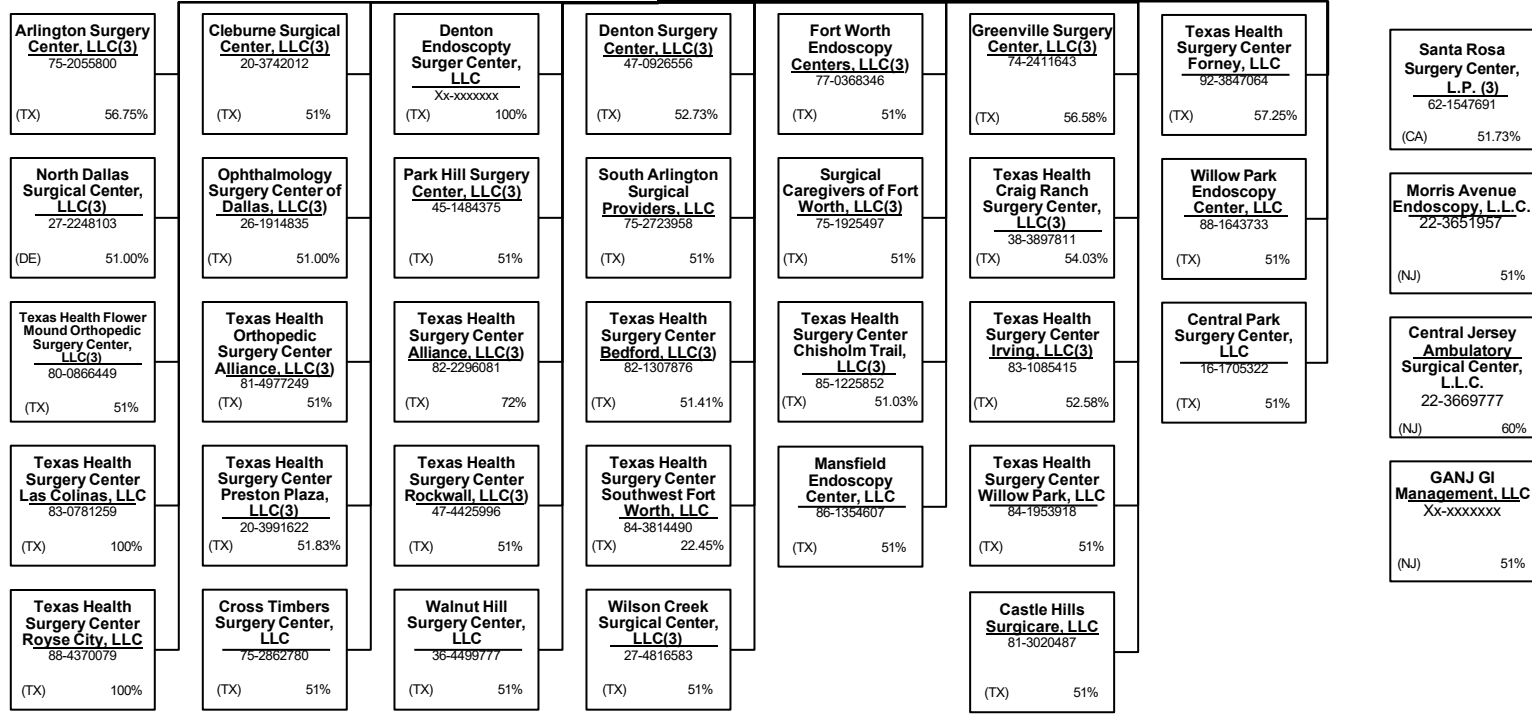 Arlington Surgery
Center, LLC(3)
75-2055800
(TX) 56.75%
Cleburne Surgical
Center, LLC(3)
20-3742012
(TX) 51%
Denton
Endoscopty
Surger Center,
LLC
Xx-xxxxxxx
(TX) 100%
Denton Surgery
Center, LLC(3)
47-0926556
(TX) 52.73%
Fort Worth
Endoscopy
Centers, LLC(3)
77-0368346
(TX) 51%
Greenville Surgery
Center, LLC(3)
74-2411643
(TX) 56.58%
Texas Health
Surgery Center
Forney, LLC
92-3847064
(TX) 57.25%
Santa Rosa
Surgery Center,
L.P. (3)
62-1547691
(CA) 51.73%
North Dallas
Surgical Center,
LLC(3)
27-2248103
(DE) 51.00%
Ophthalmology
Surgery Center of
Dallas, LLC(3)
26-1914835
(TX) 51.00%
Park Hill Surgery
Center, LLC(3)
45-1484375
(TX) 51%
South Arlington
Surgical
Providers, LLC
75-2723958
(TX) 51%
Surgical
Caregivers of Fort
Worth, LLC(3)
75-1925497
(TX) 51%
Texas Health
Craig Ranch
Surgery Center,
LLC(3)
38-3897811
(TX) 54.03%
Willow Park
Endoscopy
Center, LLC
88-1643733
(TX) 51%
Morris Avenue
Endoscopy, L.L.C.
22-3651957
(NJ) 51%
Texas Health Flower
Mound Orthopedic
Surgery Center,
LLC(3)
80-0866449
(TX) 51%
Texas Health
Orthopedic
Surgery Center
Alliance, LLC(3)
81-4977249
(TX) 51%
Texas Health
Surgery Center
Alliance, LLC(3)
82-2296081
(TX) 72%
Texas Health
Surgery Center
Bedford, LLC(3)
82-1307876
(TX) 51.41%
Texas Health
Surgery Center
Chisholm Trail,
LLC(3)
85-1225852
(TX) 51.03%
Texas Health
Surgery Center
Irving, LLC(3)
83-1085415
(TX) 52.58%
Central Park
Surgery Center,
LLC
16-1705322
(TX) 51%
Central Jersey
Ambulatory
Surgical Center,
L.L.C.
22-3669777
(NJ) 60%
Texas Health
Surgery Center
Las Colinas, LLC
83-0781259
(TX) 100%
Texas Health
Surgery Center
Preston Plaza,
LLC(3)
20-3991622
(TX) 51.83%
Texas Health
Surgery Center
Rockwall, LLC(3)
47-4425996
(TX) 51%
Texas Health
Surgery Center
Southwest Fort
Worth, LLC
84-3814490
(TX) 22.45%
Mansfield
Endoscopy
Center, LLC
86-1354607
(TX) 51%
Texas Health
Surgery Center
Willow Park, LLC
84-1953918
(TX) 51%
GANJ GI
Management, LLC
Xx-xxxxxxx
(NJ) 51%
Texas Health
Surgery Center
Royse City, LLC
88-4370079
(TX) 100%
Cross Timbers
Surgery Center,
LLC
75-2862780
(TX) 51%
Walnut Hill
Surgery Center,
LLC
36-4499777
(TX) 51%
Wilson Creek
Surgical Center,
LLC(3)
27-4816583
(TX) 51%
Castle Hills
Surgicare, LLC
81-3020487
(TX) 51%